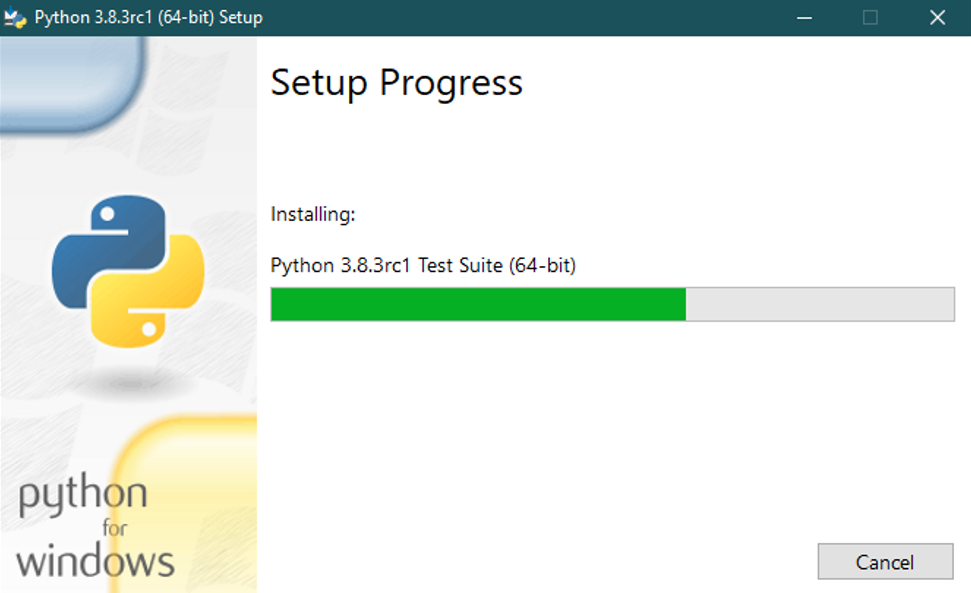 Python 3.8.3rc1 (64-bit) Setup
Setup Progress
Installing:
Python 3.8.3rc1 Test Suite (64-bit)
python
for
windows
Cancel